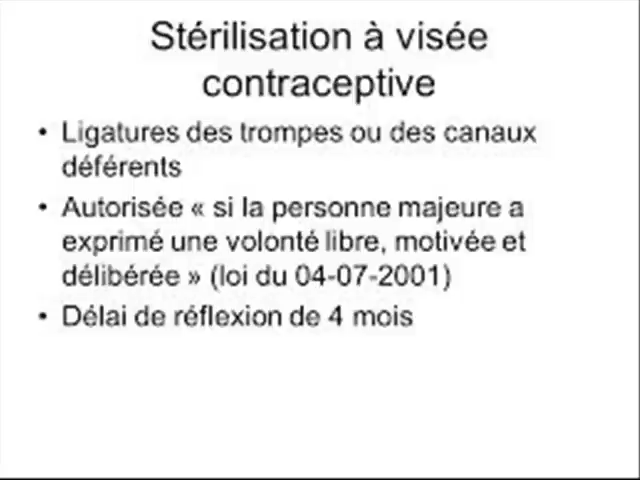 Stérilisation à visée
contraceptive
• Ligatures des trompes ou des canaux
déférents
• Autorisée « si la personne majeure a
exprimé une volonté libre, motivée et
délibérée » (loi du 04-07-2001)
• Délai de réflexion de 4 mois